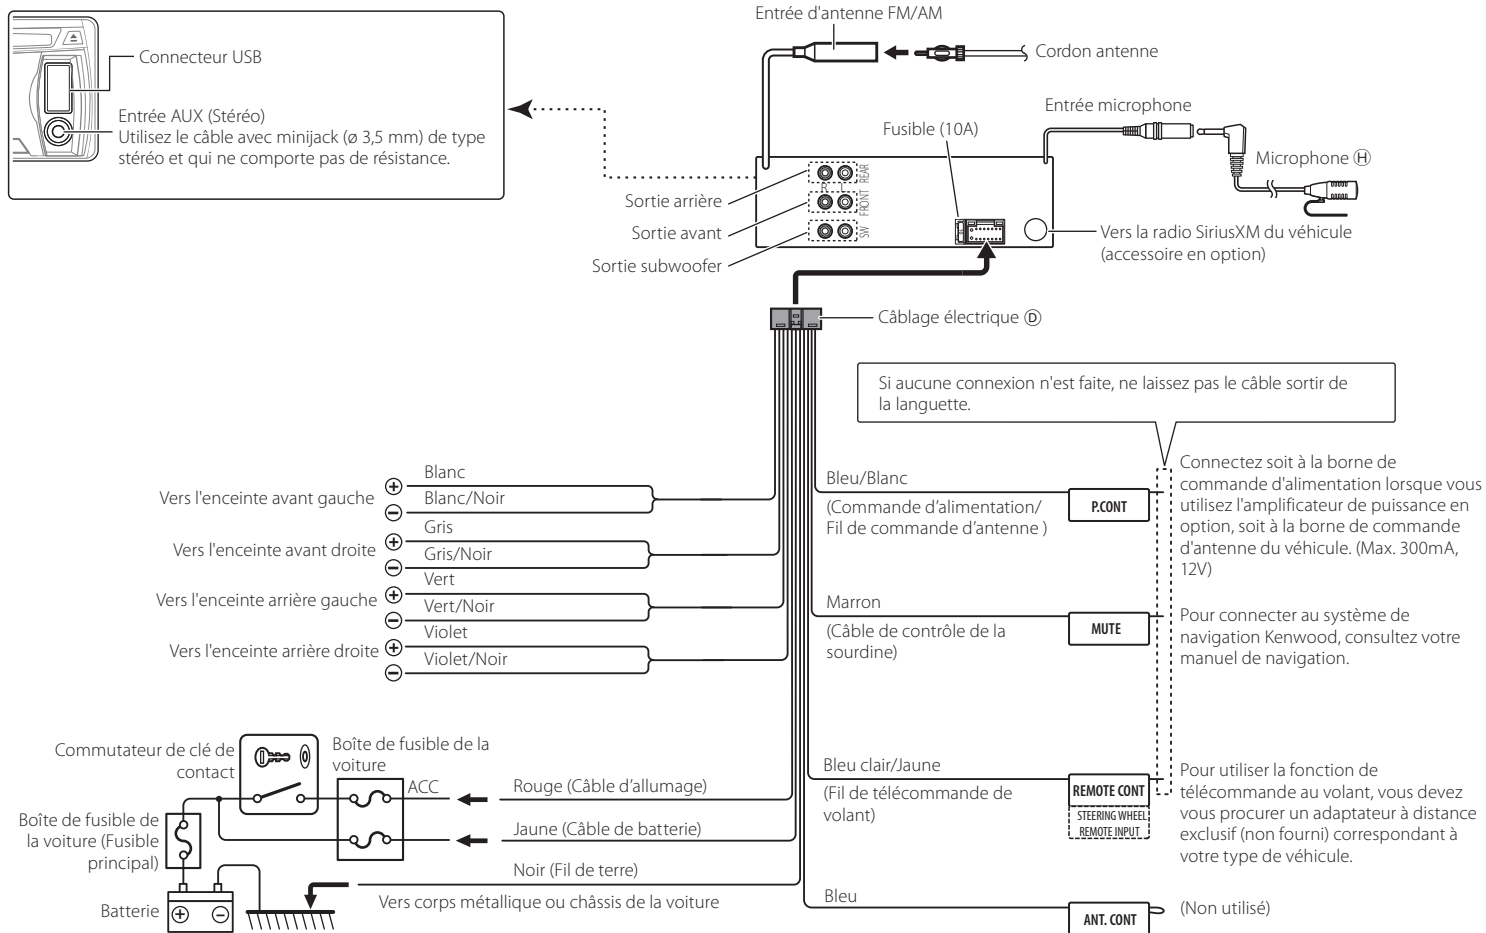 Connecteur USB
Entrée AUX (Stéréo)
Utilisez le câble avec minijack (ø 3,5 mm) de type
stéréo et qui ne comporte pas de résistance.
Entrée d'antenne FM/AM
Cordon antenne
Entrée microphone
Fusible (10A)
Microphone Ⓗ
REAR
R L
FRONT
SW
Sortie arrière
Sortie avant
Sortie subwoofer
Vers la radio SiriusXM du véhicule
(accessoire en option)
Câblage électrique Ⓓ
Si aucune connexion n'est faite, ne laissez pas le câble sortir de
la languette.
Vers l'enceinte avant gauche
Blanc
Blanc/Noir
Vers l'enceinte avant droite
Gris
Gris/Noir
Vers l'enceinte arrière gauche
Vert
Vert/Noir
Vers l'enceinte arrière droite
Violet
Violet/Noir
Bleu/Blanc
(Commande d’alimentation/
Fil de commande d’antenne )
P.CONT
Connectez soit à la borne de
commande d'alimentation lorsque vous
utilisez l'amplificateur de puissance en
option, soit à la borne de commande
d'antenne du véhicule. (Max. 300mA,
12V)
Marron
(Câble de contrôle de la
sourdine)
MUTE
Pour connecter au système de
navigation Kenwood, consultez votre
manuel de navigation.
Commutateur de clé de
contact
Boîte de fusible de la
voiture
ACC
Rouge (Câble d’allumage)
Boîte de fusible de
la voiture (Fusible
principal)
Jaune (Câble de batterie)
Noir (Fil de terre)
Vers corps métallique ou châssis de la voiture
Batterie
Bleu clair/Jaune
(Fil de télécommande de
volant)
REMOTE CONT
STEERING WHEEL
REMOTE INPUT
Pour utiliser la fonction de
télécommande au volant, vous devez
vous procurer un adaptateur à distance
exclusif (non fourni) correspondant à
votre type de véhicule.
Bleu
ANT. CONT
(Non utilisé)